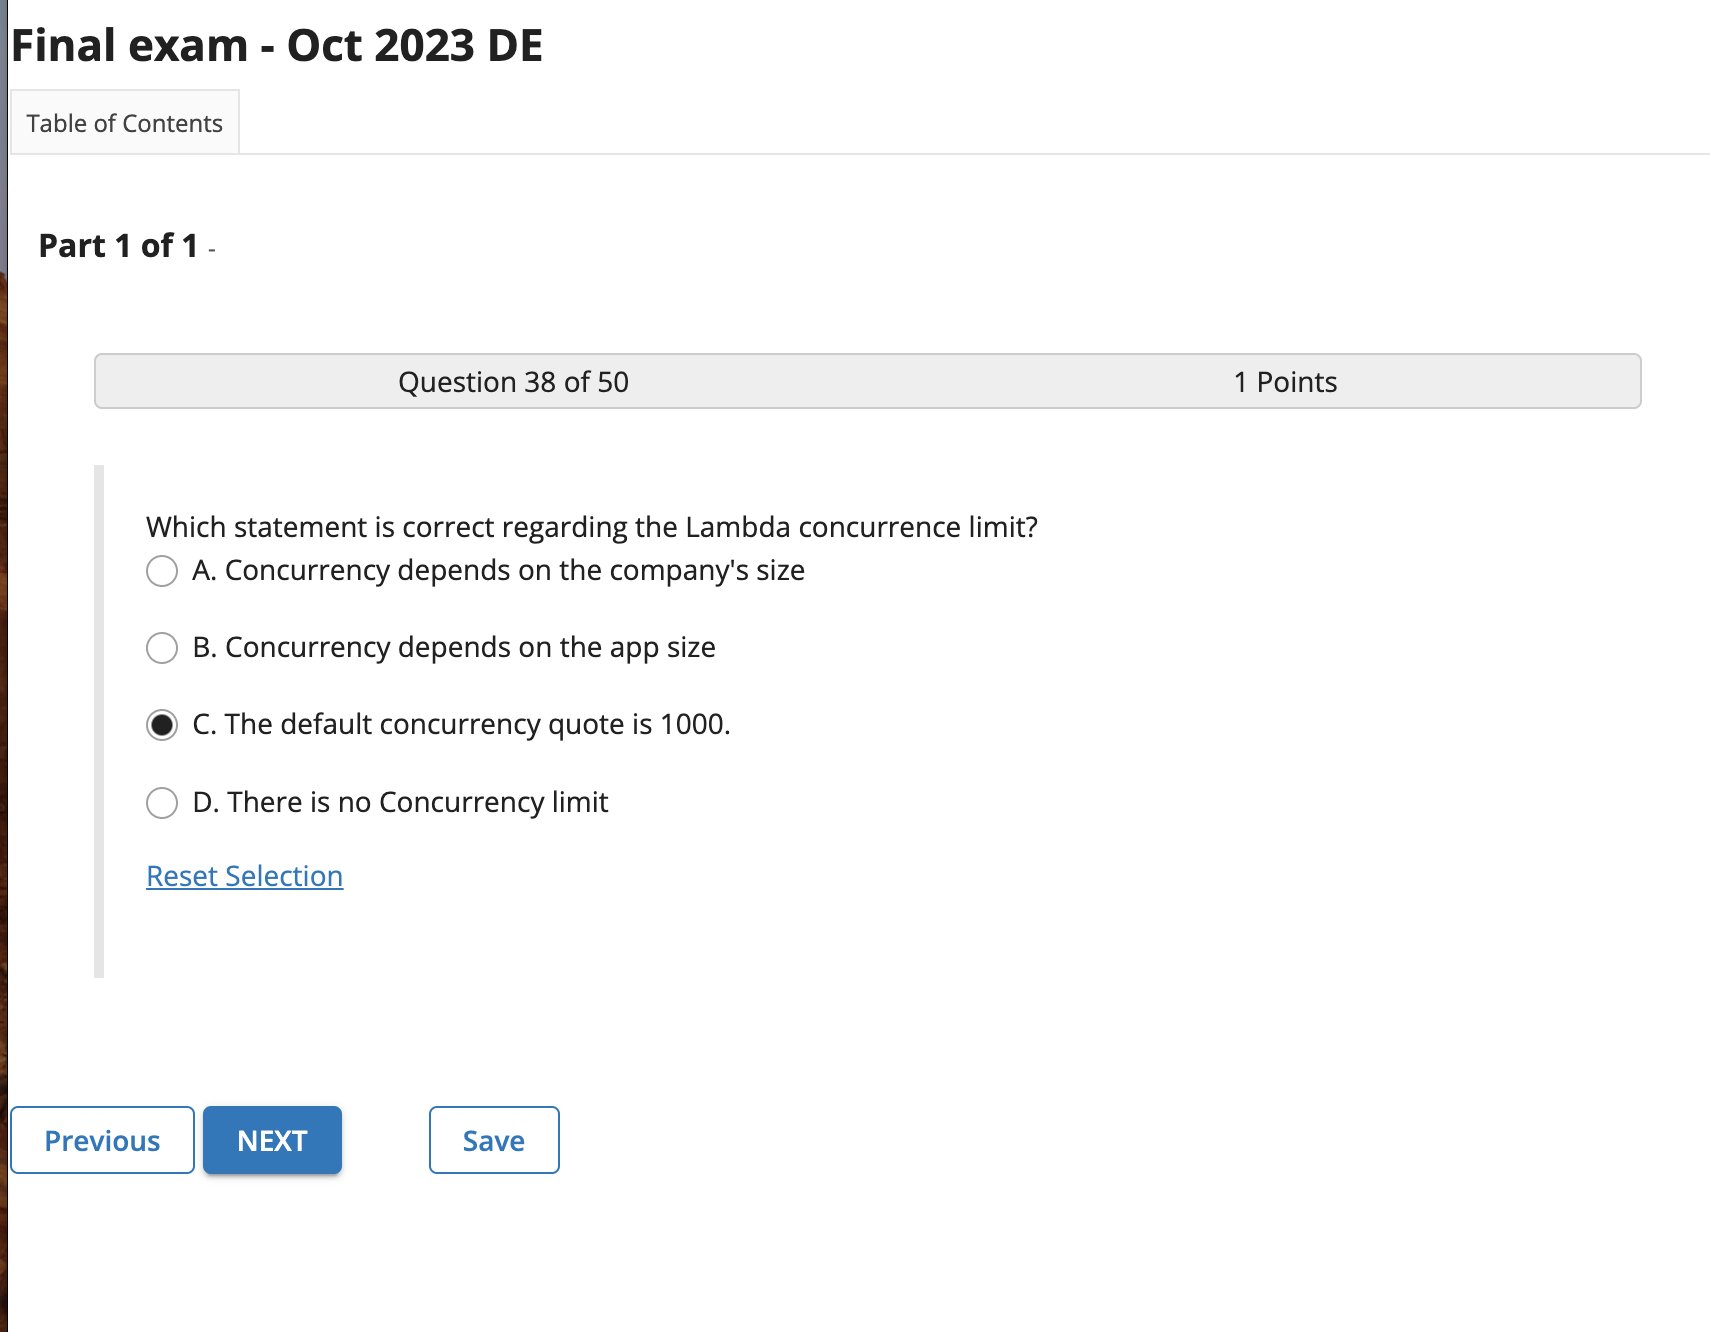 Final exam - Oct 2023 DE
Table of Contents
Part 1 of 1 -
Question 38 of 50 1 Points
Which statement is correct regarding the Lambda concurrence limit?
A. Concurrency depends on the company's size
B. Concurrency depends on the app size
C. The default concurrency quote is 1000.
D. There is no Concurrency limit
Reset Selection
Previous NEXT Save